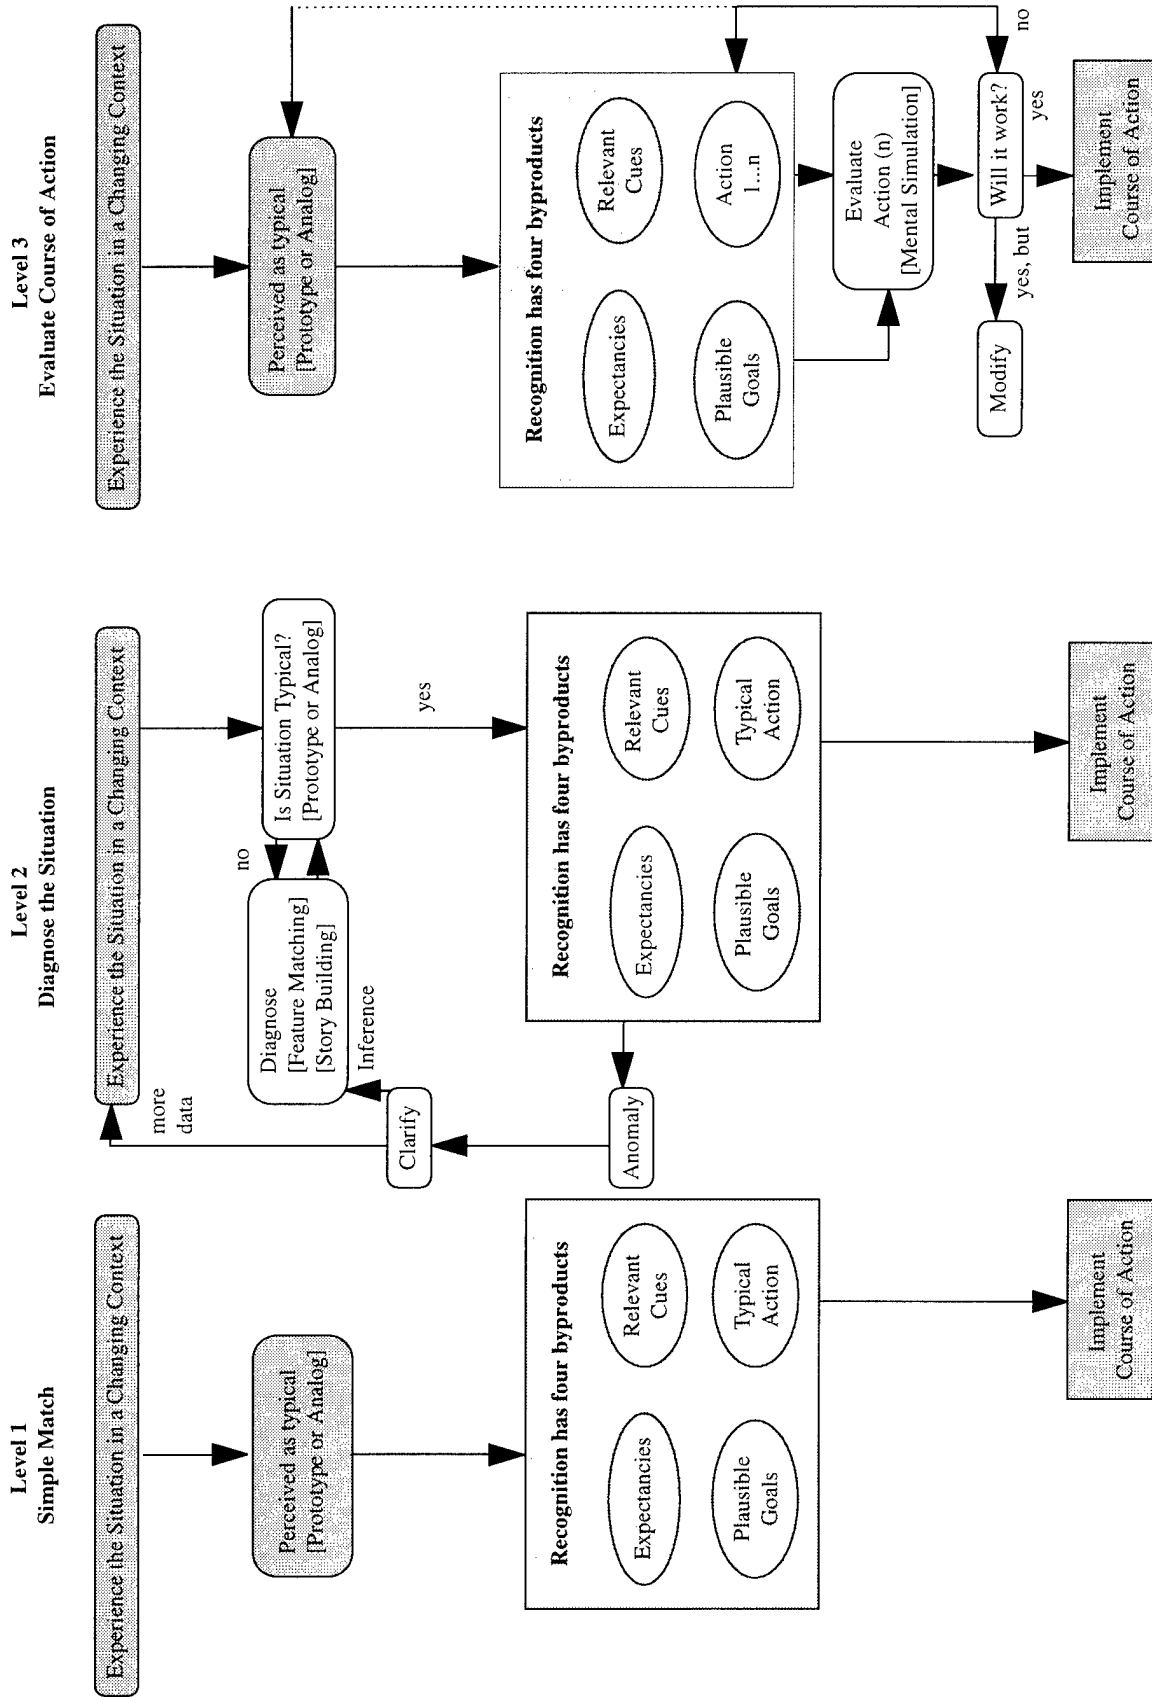 Level 1
Simple Match
Experience the Situation in a Changing Context
Perceived as typical
[Prototype or Analog]
Recognition has four byproducts
Expectancies
Relevant
Cues
Plausible
Goals
Typical
Action
Implement
Course of Action
Level 2
Diagnose the Situation
Experience the Situation in a Changing Context
more
data
Diagnose
[Feature Matching]
[Story Building]
no
Is Situation Typical?
[Prototype or Analog]
Inference
Clarify
yes
Anomaly
Recognition has four byproducts
Expectancies
Relevant
Cues
Plausible
Goals
Typical
Action
Implement
Course of Action
Level 3
Evaluate Course of Action
Experience the Situation in a Changing Context
Perceived as typical
[Prototype or Analog]
Recognition has four byproducts
Expectancies
Relevant
Cues
Plausible
Goals
Action
1...n
Evaluate
Action (n)
[Mental Simulation]
Modify
yes, but
Will it work?
no
yes
Implement
Course of Action